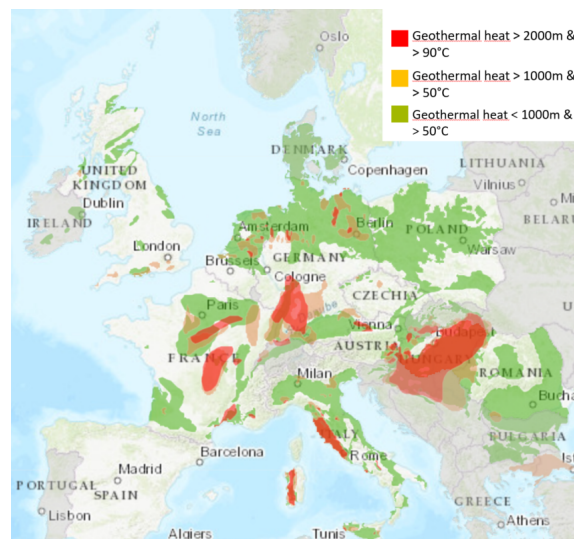 Geothermal heat > 2000m &
> 90°C
Geothermal heat > 1000m &
> 50°C
Geothermal heat < 1000m &
> 50°C
Oslo
North
Sea
DENMARK
Copenhagen
LITHUANIA
Vilnius
UNITED
KINGDOM
Dublin
IRELAND
Amsterdam
Berlin
POLAND
Warsaw
London
Brussels
GERMANY
Cologne
CZECHIA
Paris
Vienna
Budapest
AUSTRI
HUNGARY
FRANCE
Milan
ROMANIA
Bucha
ITALY
BULGARIA
Barcelona
Rome
Ist
Madrid
PORTUGAL
SPAIN
GREECE
Lisbon
Athens
Algiers
Tunis